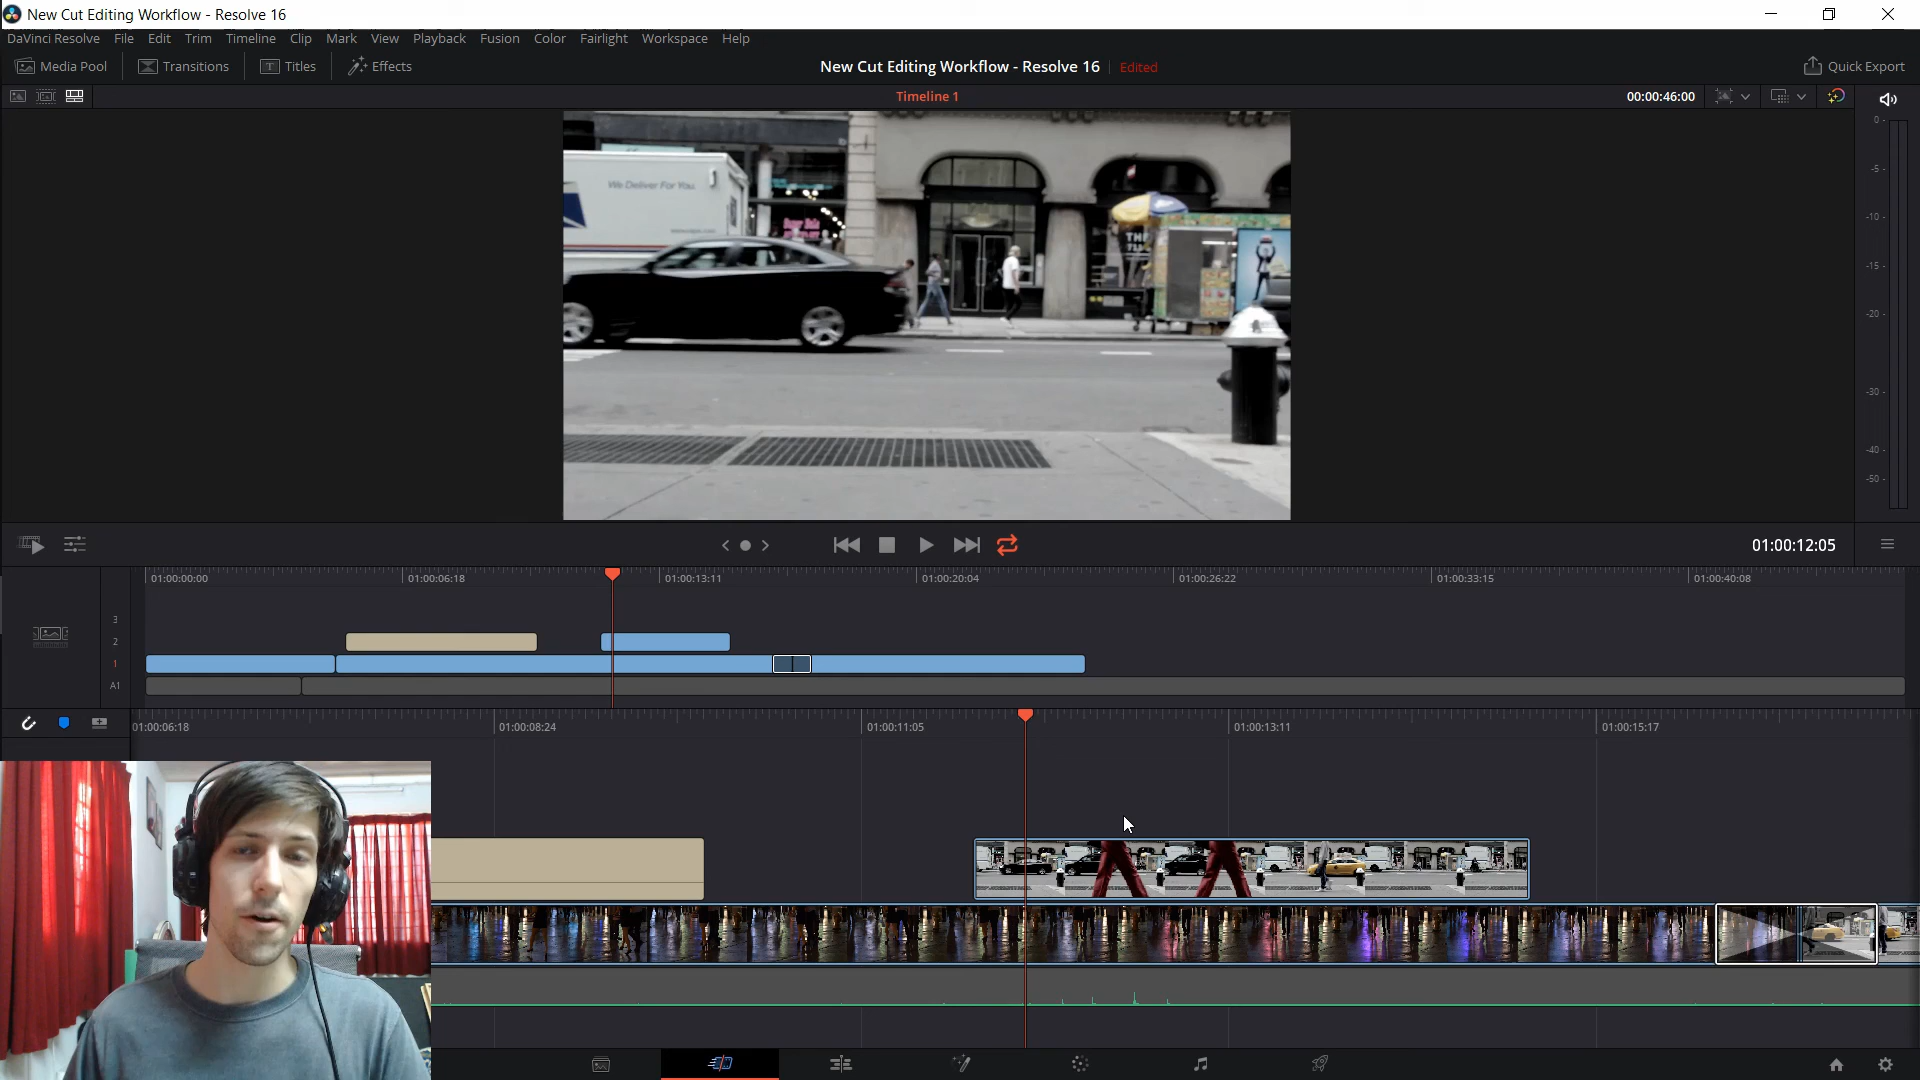 New Cut Editing Workflow - Resolve 16
DaVinci Resolve File Edit Trim Timeline Clip Mark View Playback Fusion Color Fairlight Workspace Help
Media Pool Transitions Titles Effects New Cut Editing Workflow - Resolve 16 Edited Quick Export
Timeline 1 00:00:46:00
0
-5
-10
-15
-20
-30
-40
-50
We Deliver For You.
01:00:12:05
01:00:00:00 01:00:06:18 01:00:13:11 01:00:20:04 01:00:26:22 01:00:33:15 01:00:40:08
3
2
1
A1
01:00:06:18 01:00:08:24 01:00:11:05 01:00:13:11 01:00:15:17